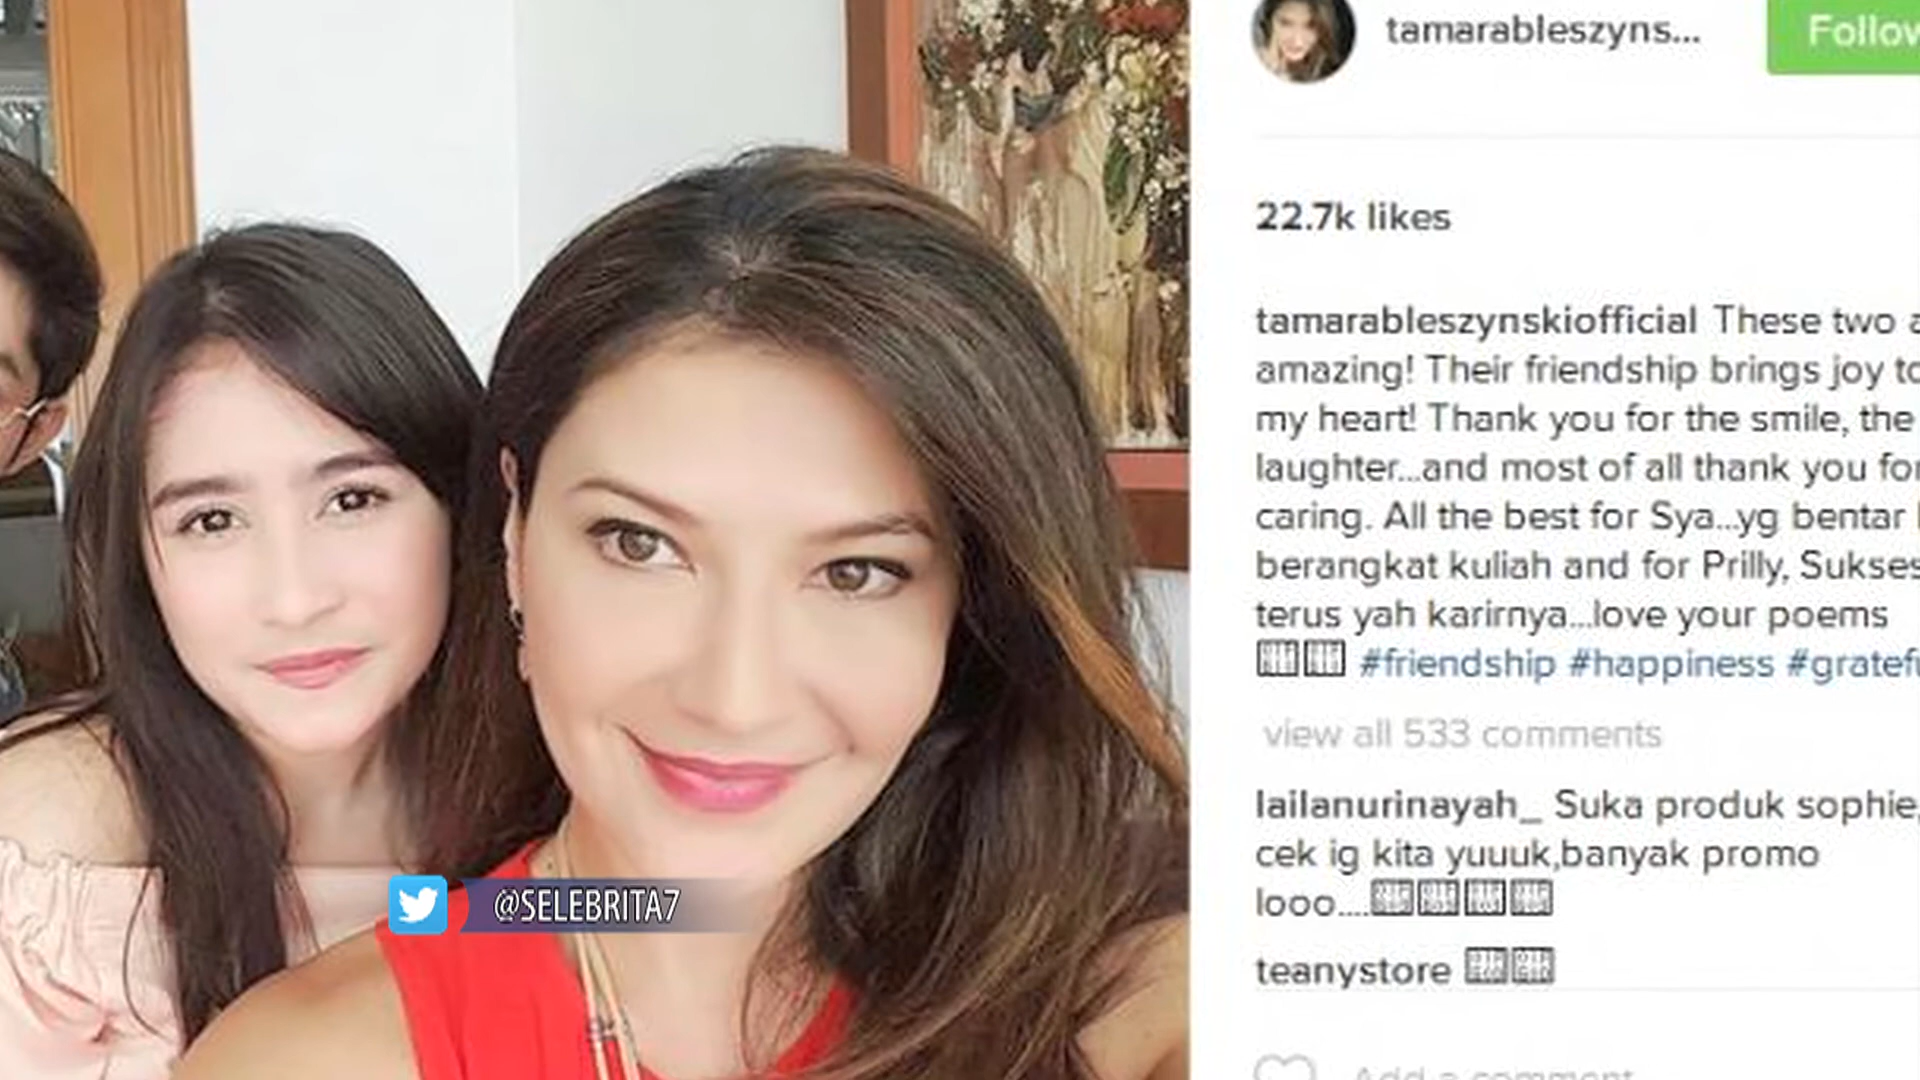 tamarableszyns...
Follow
22.7k likes
tamarableszynskiofficial These two
amazing! Their friendship brings joy to
my heart! Thank you for the smile, the
laughter...and most of all thank you for
caring. All the best for Sya...yg bentar
berangkat kuliah and for Prilly, Sukses
terus yah karirnya...love your poems
#friendship #happiness #gratefu
view all 533 comments
lailanurinayah_ Suka produk sophie,
cek ig kita yuuuk,banyak promo
looo....
@SELEBRITA7
teanystore
Add a comment